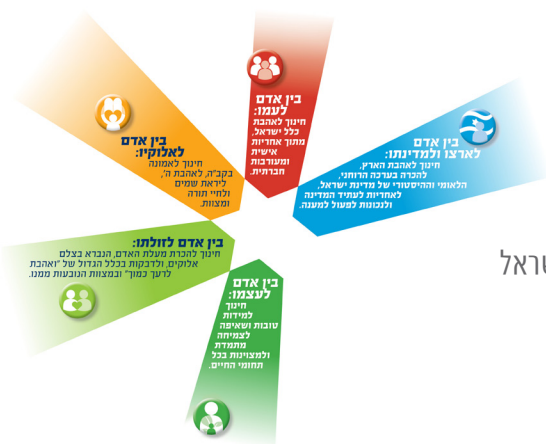 בין אדם
לעמו:
חינוך לאהבת
כלל ישראל,
מתוך אחריות
אישית
ומעורבות
חברתית.
בין אדם
לארצו ולמדינתו:
חינוך לאהבת הארץ,
להכרה בערכה הרוחני,
הלאומי וההיסטורי של מדינת ישראל,
לאחריות לעתיד המדינה
ולנכונות לפעול למענה.
בין אדם
לאלוקיו:
חינוך לאמונה
בקב"ה, לאהבת ה',
ליראת שמים
ולחיי תורה
ומצוות.
בין אדם לזולתו:
חינוך להכרת מעלת האדם, הנברא בצלם
אלוקים, ולדבקות בכלל הגדול של "ואהבת
לרעך כמוך" ובמצוות הנובעות ממנו.
בין אדם
לעצמו:
חינוך
למידות
טובות ושאיפה
לצמיחה
מתמדת
ולמצוינות בכל
תחומי החיים.